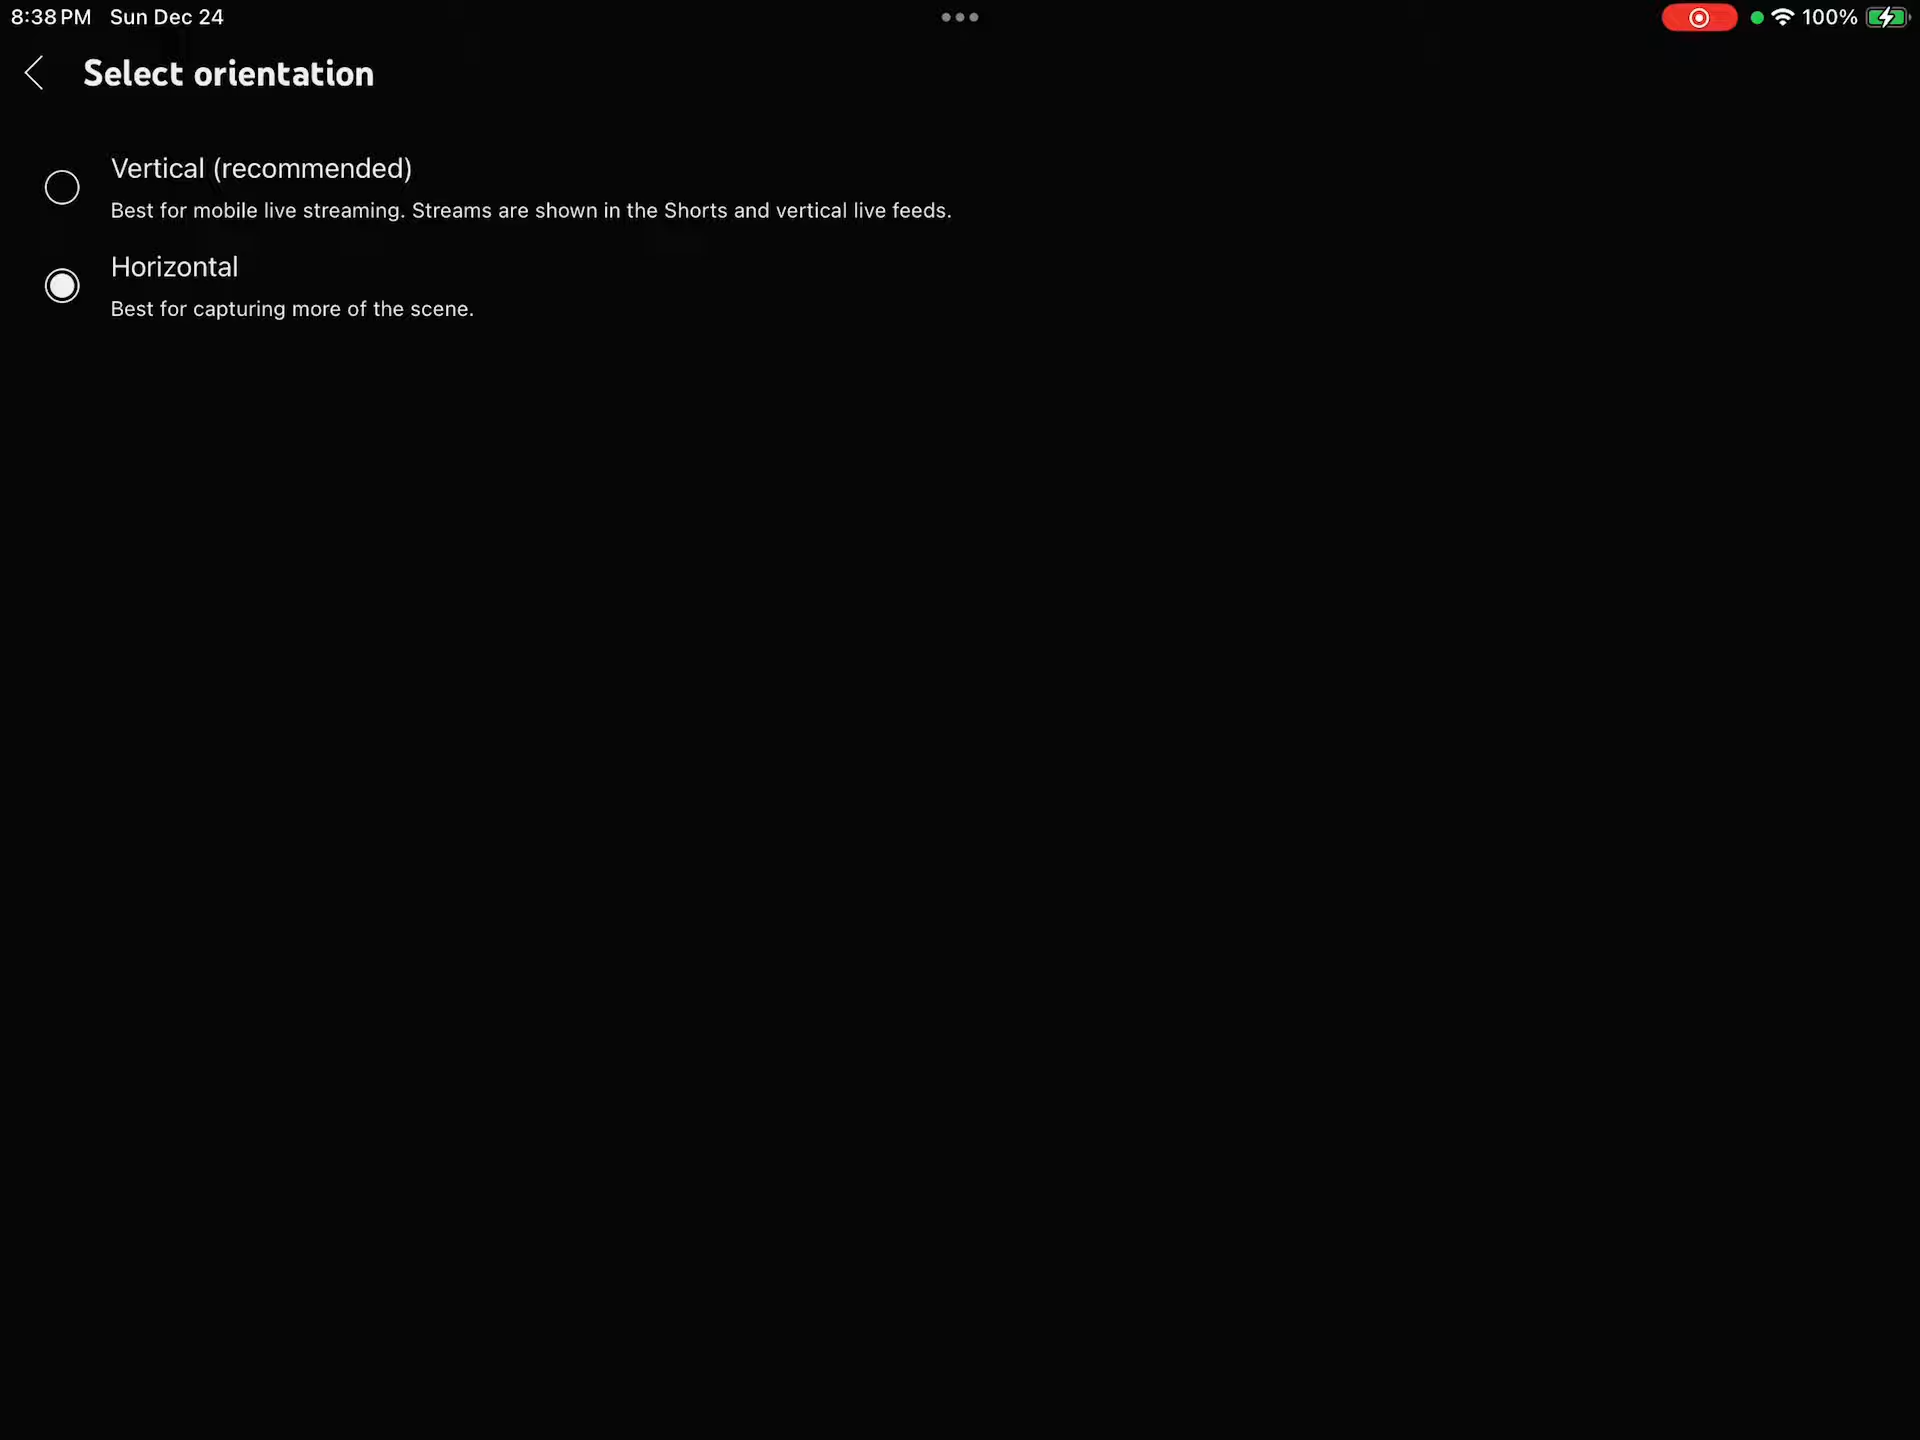 8:38 PM Sun Dec 24 100%
Select orientation
Vertical (recommended)
Best for mobile live streaming. Streams are shown in the Shorts and vertical live feeds.
Horizontal
Best for capturing more of the scene.